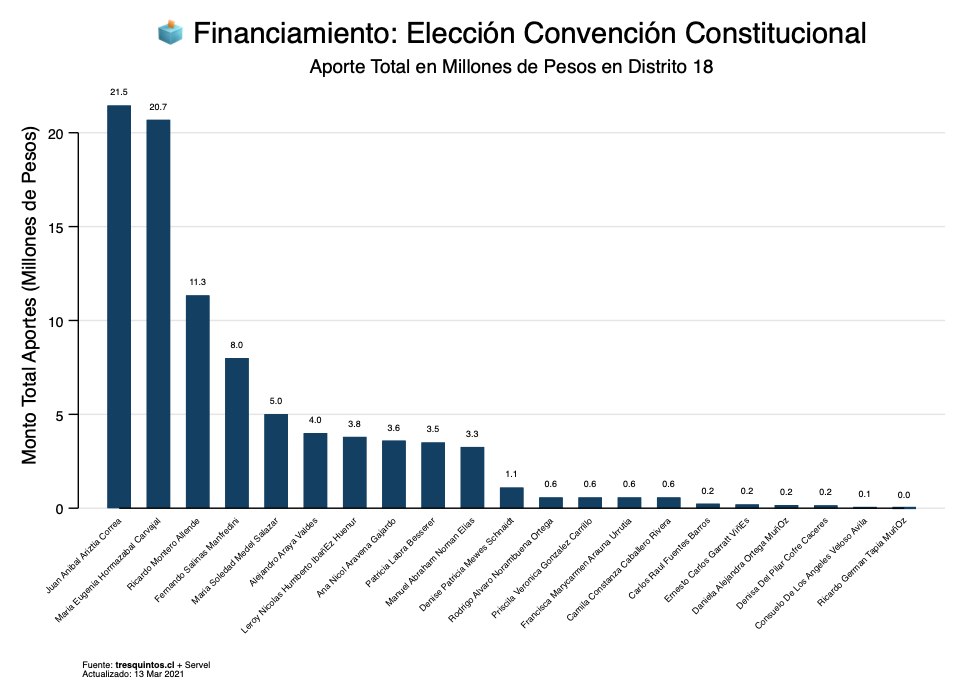 Financiamiento: Elección Convención Constitucional
Aporte Total en Millones de Pesos en Distrito 18
Monto Total Aportes (Millones de Pesos)
20
15
10
5
0
21.5
20.7
11.3
8.0
5.0
4.0
3.8
3.6
3.5
3.3
1.1
0.6
0.6
0.6
0.6
0.2
0.2
0.2
0.2
0.1
0.0
Juan Anibal Ariztia Correa
Maria Eugenia Hormazabal Carvajal
Ricardo Montero Allende
Fernando Salinas Manfredini
Maria Soledad Medel Salazar
Alejandro Araya Valdes
Leroy Nicolas Humberto IbañEz Huenur
Ana Nicol Aravena Gajardo
Patricia Labra Besserer
Manuel Abraham Noman Elias
Denise Patricia Mewes Schnaidt
Rodrigo Alvaro Norambuena Ortega
Priscila Veronica Gonzalez Carrillo
Francisca Marycarmen Arauna Urrutia
Camila Constanza Caballero Rivera
Carlos Raul Fuentes Barros
Ernesto Carlos Garratt ViñEs
Daniela Alejandra Ortega MuñOz
Denisa Del Pilar Cofre Caceres
Consuelo De Los Angeles Veloso Avila
Ricardo German Tapia MuñOz
Fuente: tresquintos.cl + Servel
Actualizado: 13 Mar 2021